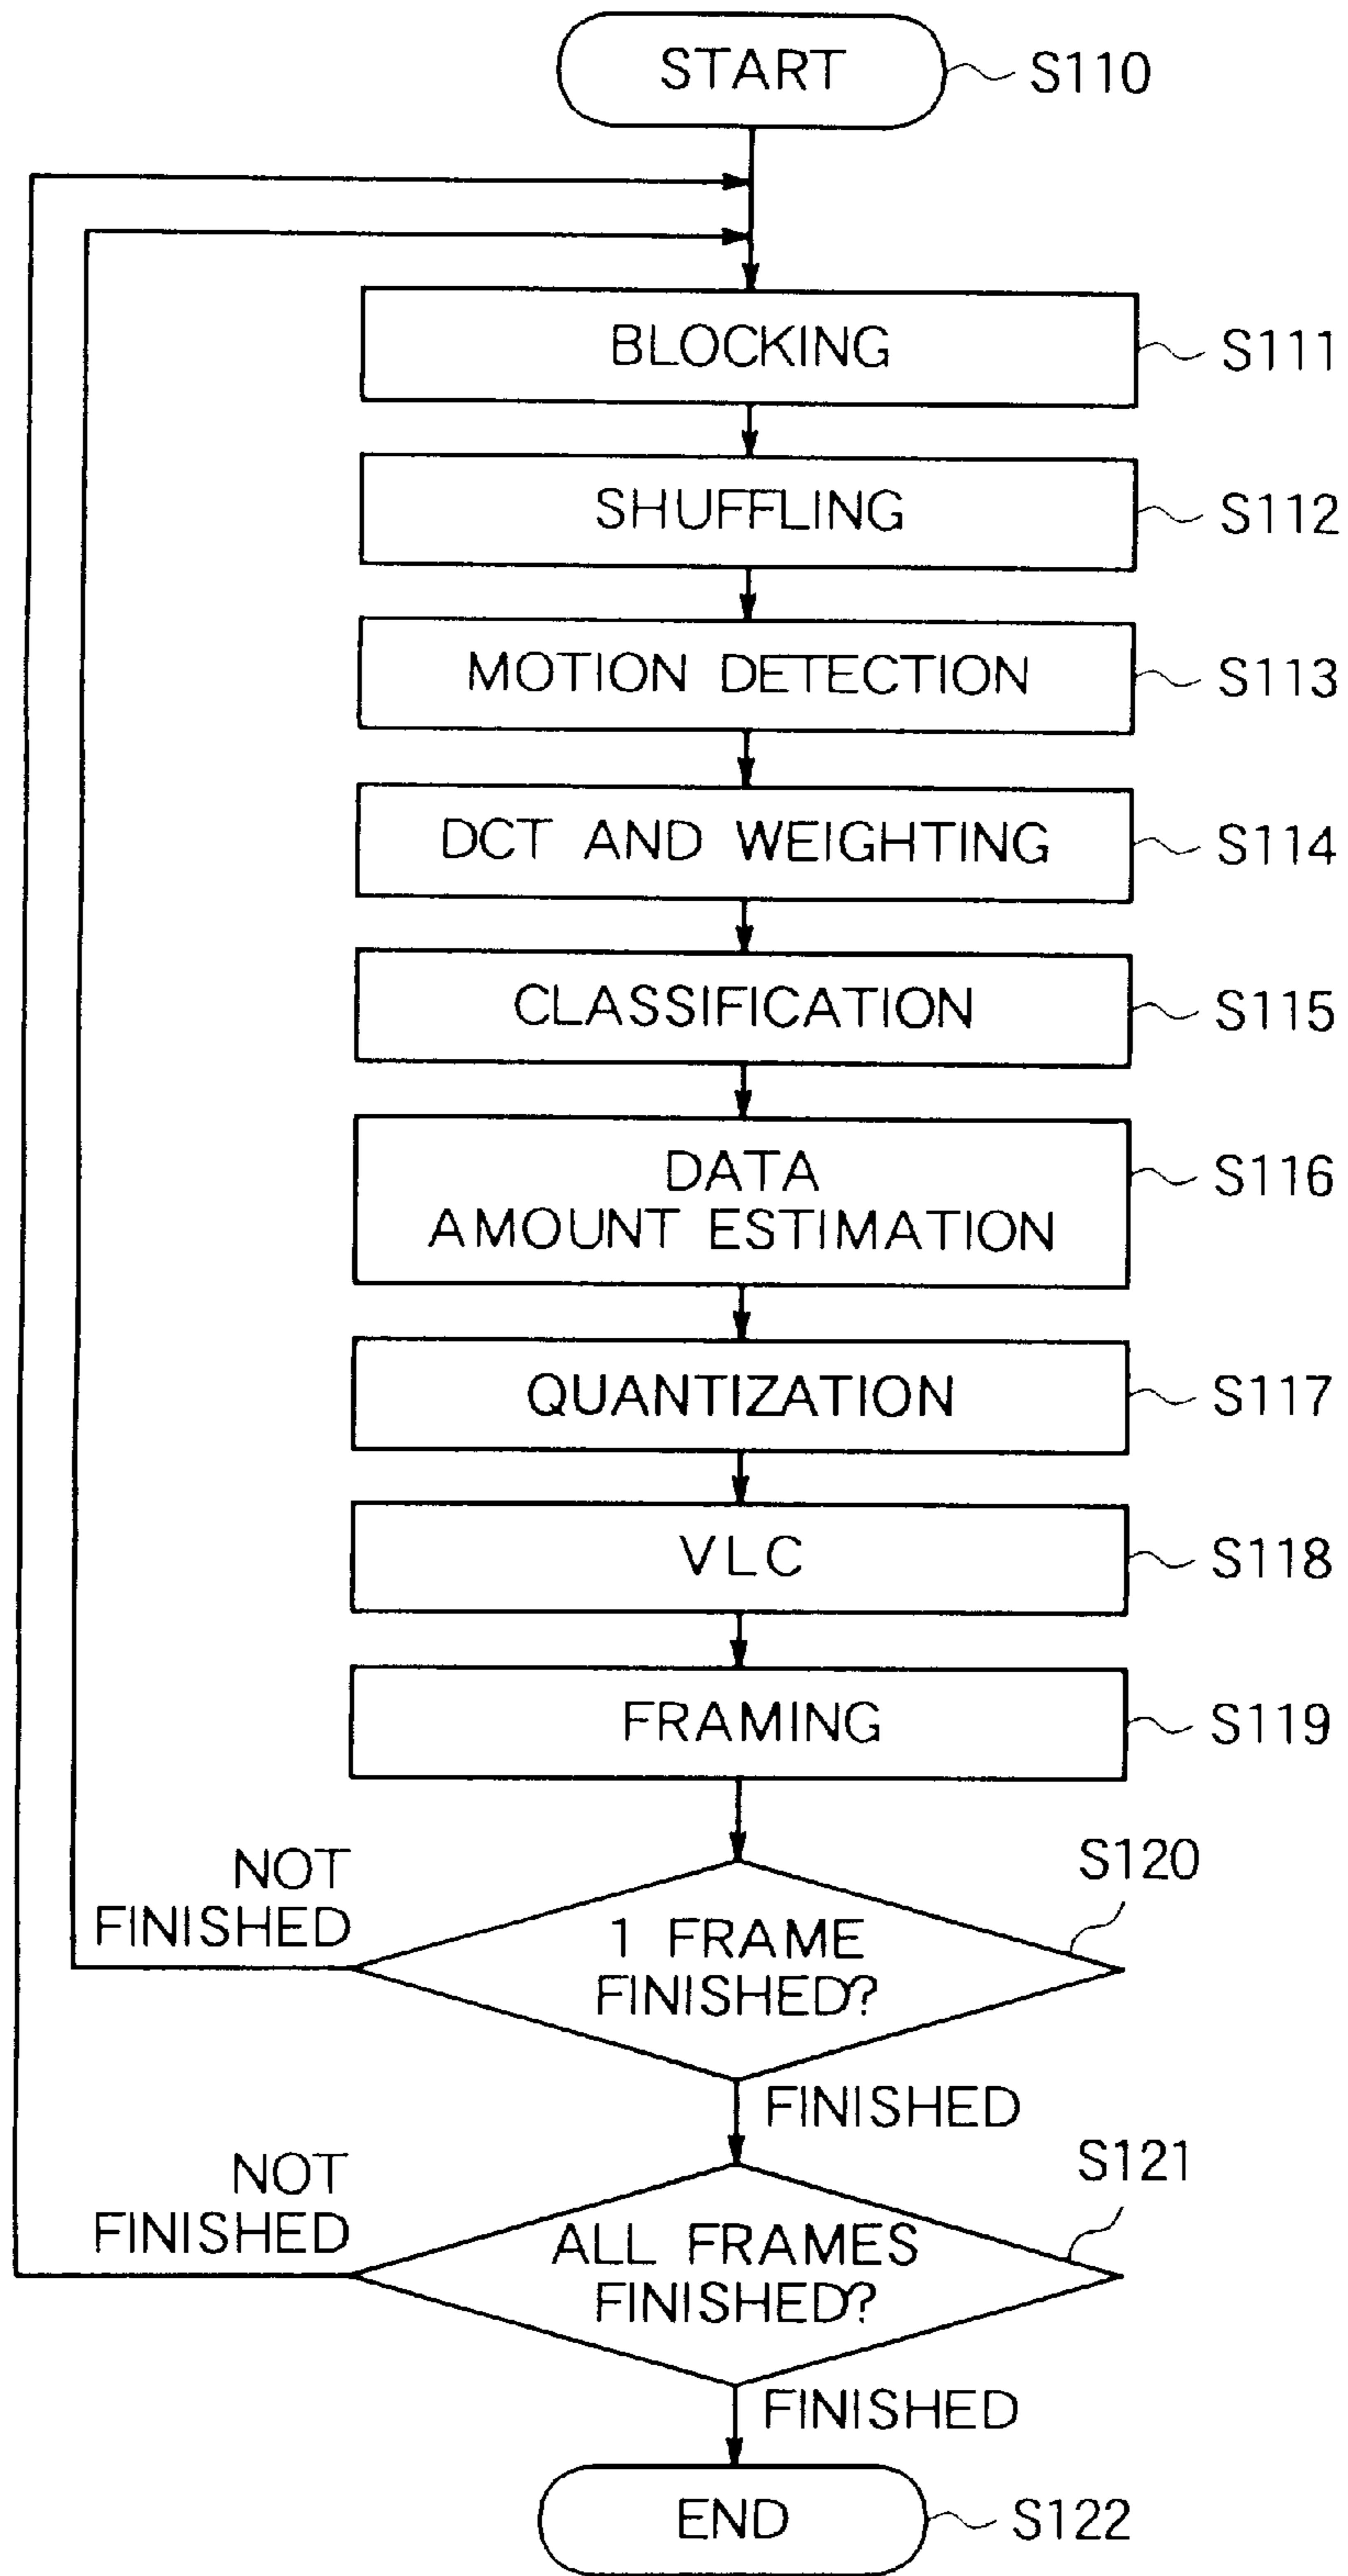 START
S110
BLOCKING
S111
SHUFFLING
S112
MOTION DETECTION
S113
DCT AND WEIGHTING
S114
CLASSIFICATION
S115
DATA
AMOUNT ESTIMATION
S116
QUANTIZATION
S117
VLC
S118
FRAMING
S119
S120
NOT
FINISHED
1 FRAME
FINISHED?
FINISHED
S121
NOT
FINISHED
ALL FRAMES
FINISHED?
FINISHED
END
S122